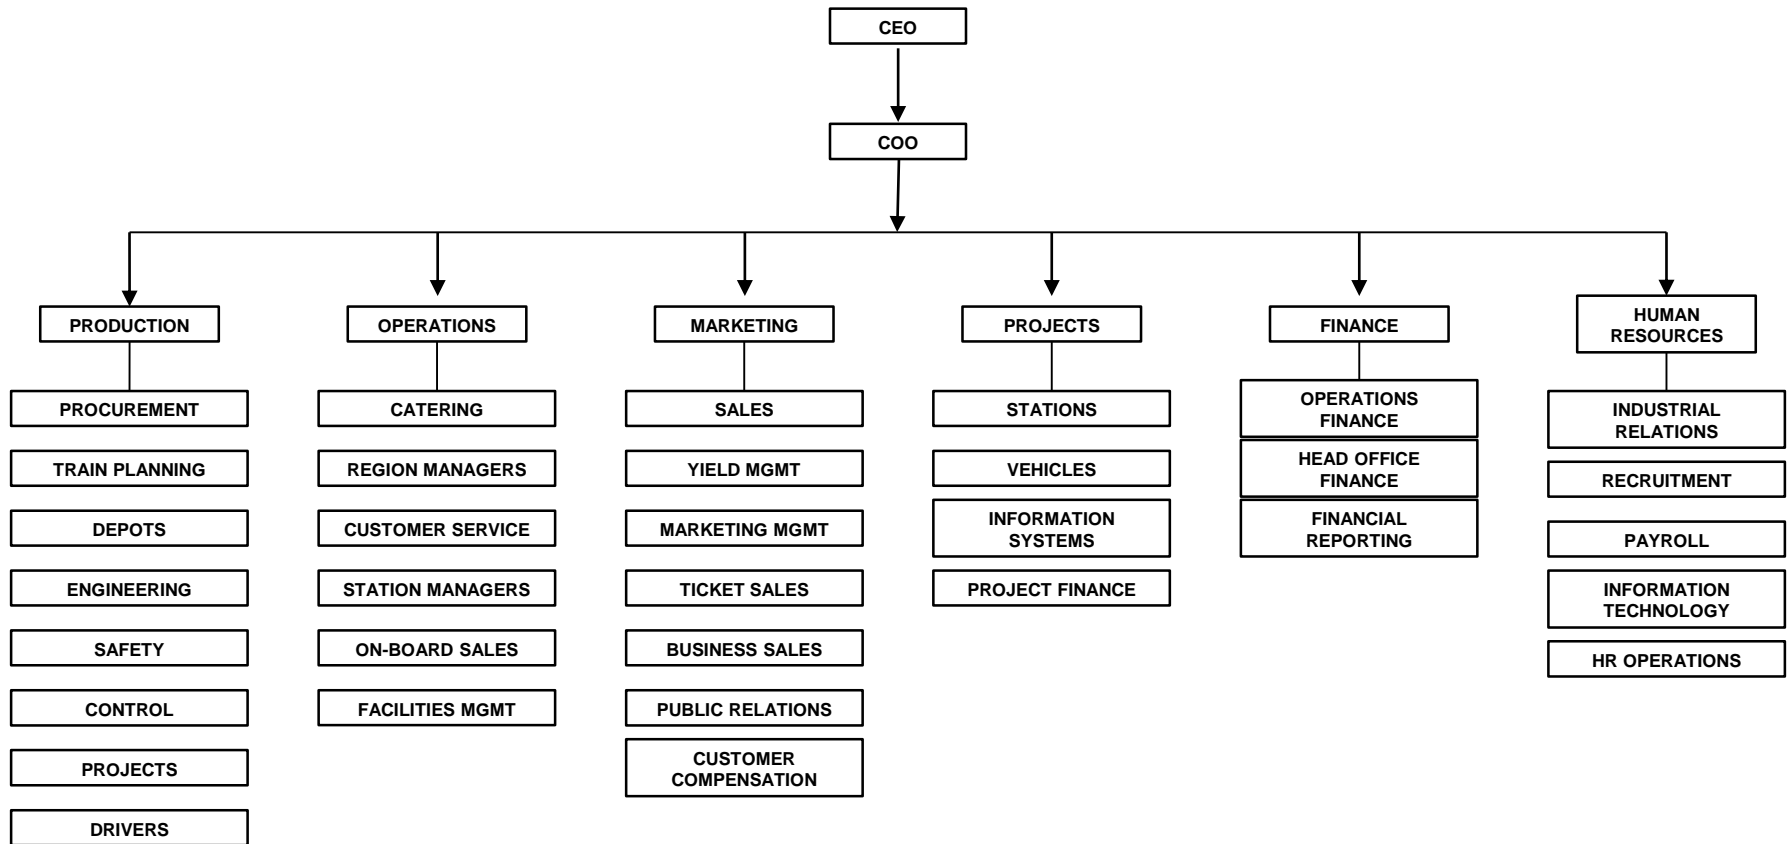 CEO
COO
PRODUCTION
OPERATIONS
MARKETING
PROJECTS
FINANCE
HUMAN
RESOURCES
PROCUREMENT
TRAIN PLANNING
DEPOTS
ENGINEERING
SAFETY
CONTROL
PROJECTS
DRIVERS
CATERING
REGION MANAGERS
CUSTOMER SERVICE
STATION MANAGERS
ON-BOARD SALES
FACILITIES MGMT
SALES
YIELD MGMT
MARKETING MGMT
TICKET SALES
BUSINESS SALES
PUBLIC RELATIONS
CUSTOMER
COMPENSATION
STATIONS
VEHICLES
INFORMATION
SYSTEMS
PROJECT FINANCE
OPERATIONS
FINANCE
HEAD OFFICE
FINANCE
FINANCIAL
REPORTING
INDUSTRIAL
RELATIONS
RECRUITMENT
PAYROLL
INFORMATION
TECHNOLOGY
HR OPERATIONS